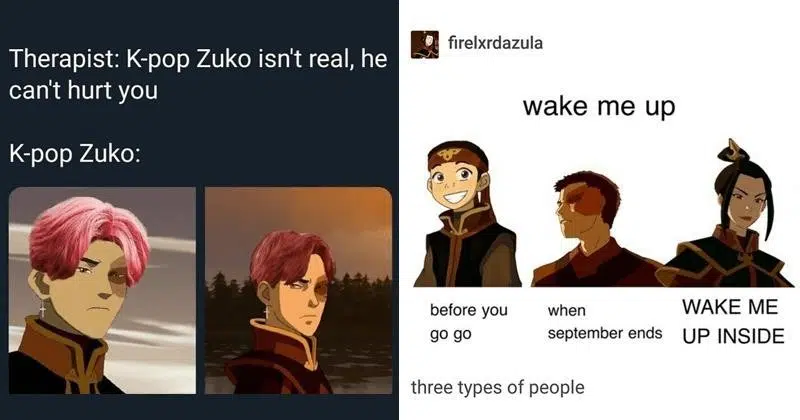 Therapist: K-pop Zuko isn't real, he
can't hurt you
K-pop Zuko:
firelxrdazula
wake me up
before you
go go
when
september ends
WAKE ME
UP INSIDE
three types of people